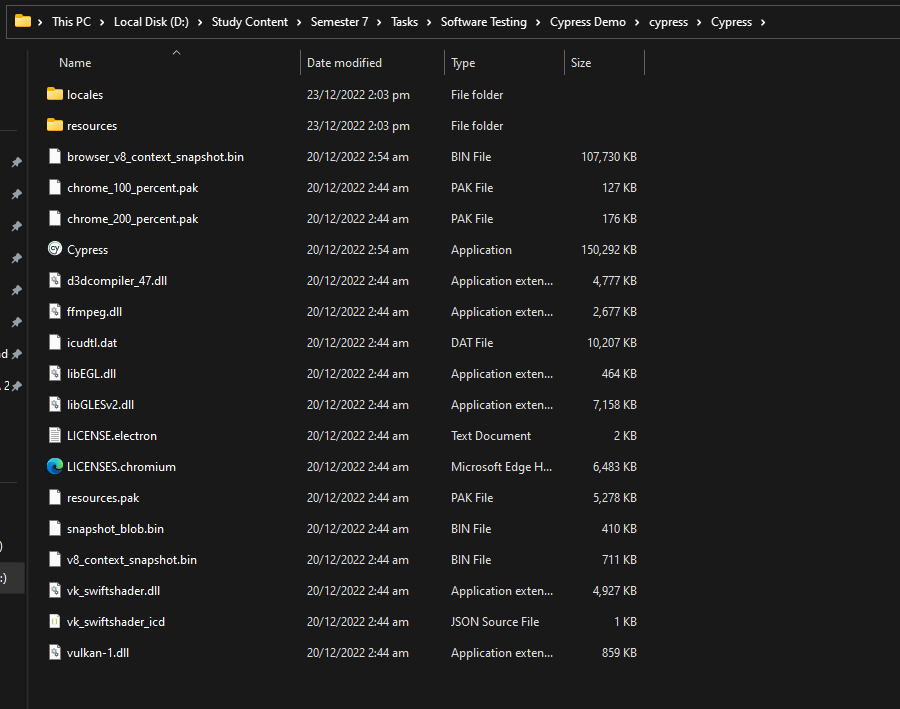 This PC > Local Disk (D:) > Study Content > Semester 7 > Tasks > Software Testing > Cypress Demo > cypress > Cypress >
Name Date modified Type Size
locales 23/12/2022 2:03 pm File folder
resources 23/12/2022 2:03 pm File folder
browser_v8_context_snapshot.bin 20/12/2022 2:54 am BIN File 107,730 KB
chrome_100_percent.pak 20/12/2022 2:44 am PAK File 127 KB
chrome_200_percent.pak 20/12/2022 2:44 am PAK File 176 KB
cy Cypress 20/12/2022 2:54 am Application 150,292 KB
d3dcompiler_47.dll 20/12/2022 2:44 am Application exten... 4,777 KB
ffmpeg.dll 20/12/2022 2:44 am Application exten... 2,677 KB
icudtl.dat 20/12/2022 2:44 am DAT File 10,207 KB
d libEGL.dll 20/12/2022 2:44 am Application exten... 464 KB
2 libGLESv2.dll 20/12/2022 2:44 am Application exten... 7,158 KB
LICENSE.electron 20/12/2022 2:44 am Text Document 2 KB
LICENSES.chromium 20/12/2022 2:44 am Microsoft Edge H... 6,483 KB
resources.pak 20/12/2022 2:44 am PAK File 5,278 KB
snapshot_blob.bin 20/12/2022 2:44 am BIN File 410 KB
) v8_context_snapshot.bin 20/12/2022 2:44 am BIN File 711 KB
:) vk_swiftshader.dll 20/12/2022 2:44 am Application exten... 4,927 KB
vk_swiftshader_icd 20/12/2022 2:44 am JSON Source File 1 KB
vulkan-1.dll 20/12/2022 2:44 am Application exten... 859 KB